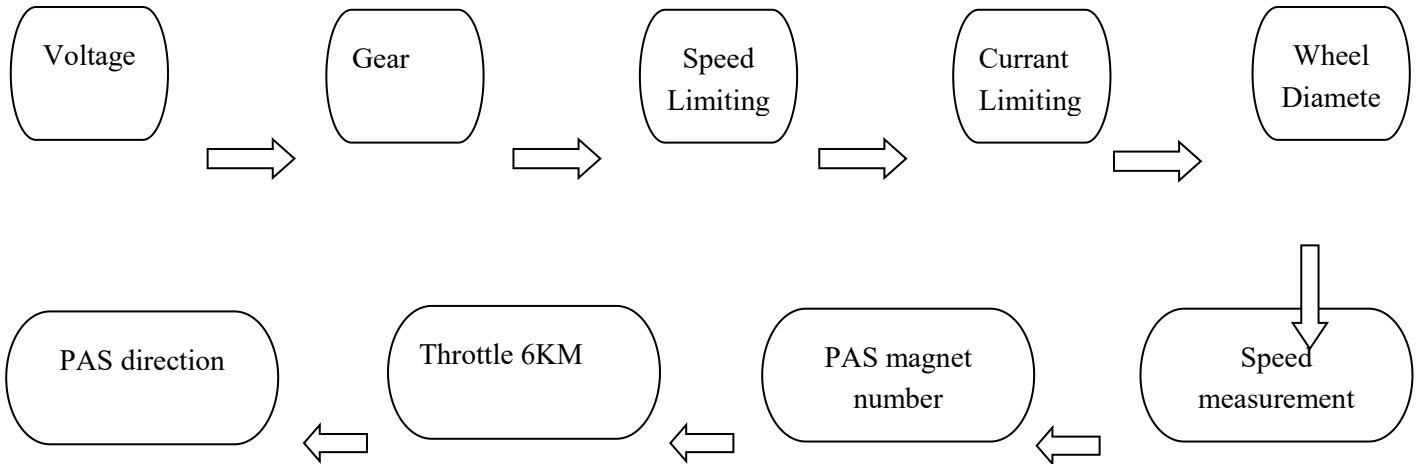 Voltage
Gear
Speed
Limiting
Currant
Limiting
Wheel
Diamete
PAS direction
Throttle 6KM
PAS magnet
number
Speed
measurement